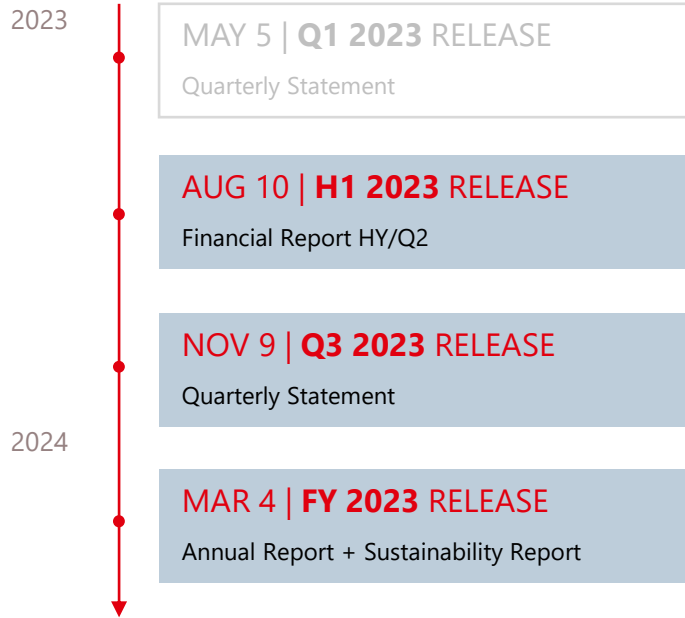 2023
MAY 5 | Q1 2023 RELEASE
Quarterly Statement
AUG 10 | H1 2023 RELEASE
Financial Report HY/Q2
NOV 9 | Q3 2023 RELEASE
Quarterly Statement
2024
MAR 4 | FY 2023 RELEASE
Annual Report + Sustainability Report